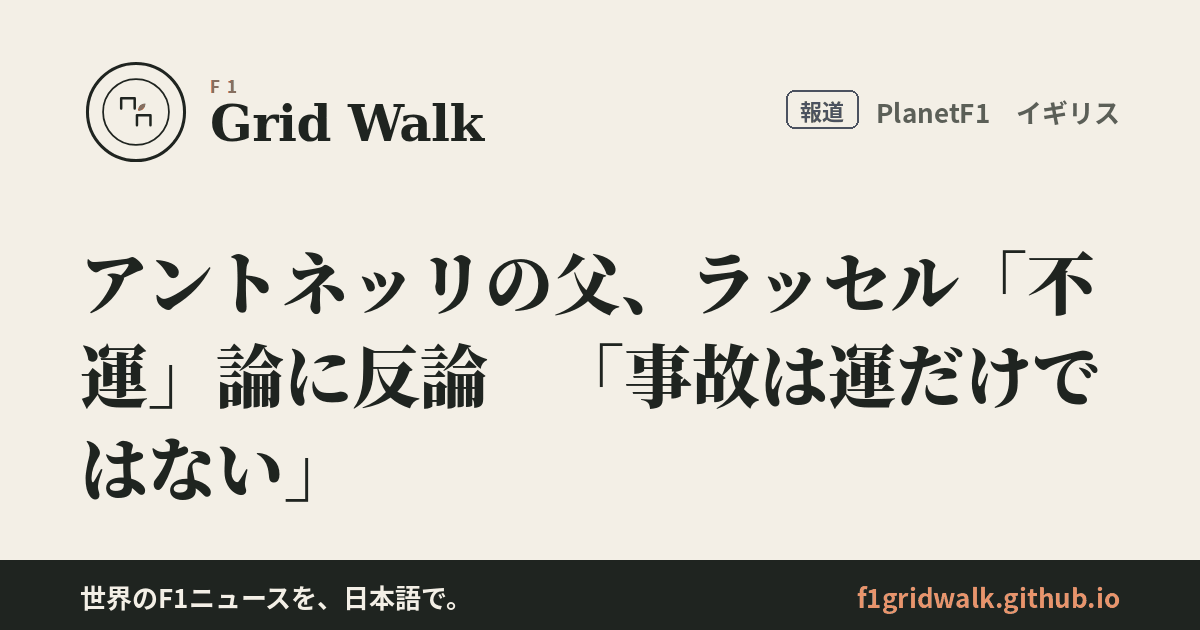 F1
Grid Walk
報道 PlanetF1 イギリス
アントネッリの父、ラッセル「不
運」論に反論 「事故は運だけで
はない」
世界のF1ニュースを、日本語で。
f1gridwalk.github.io